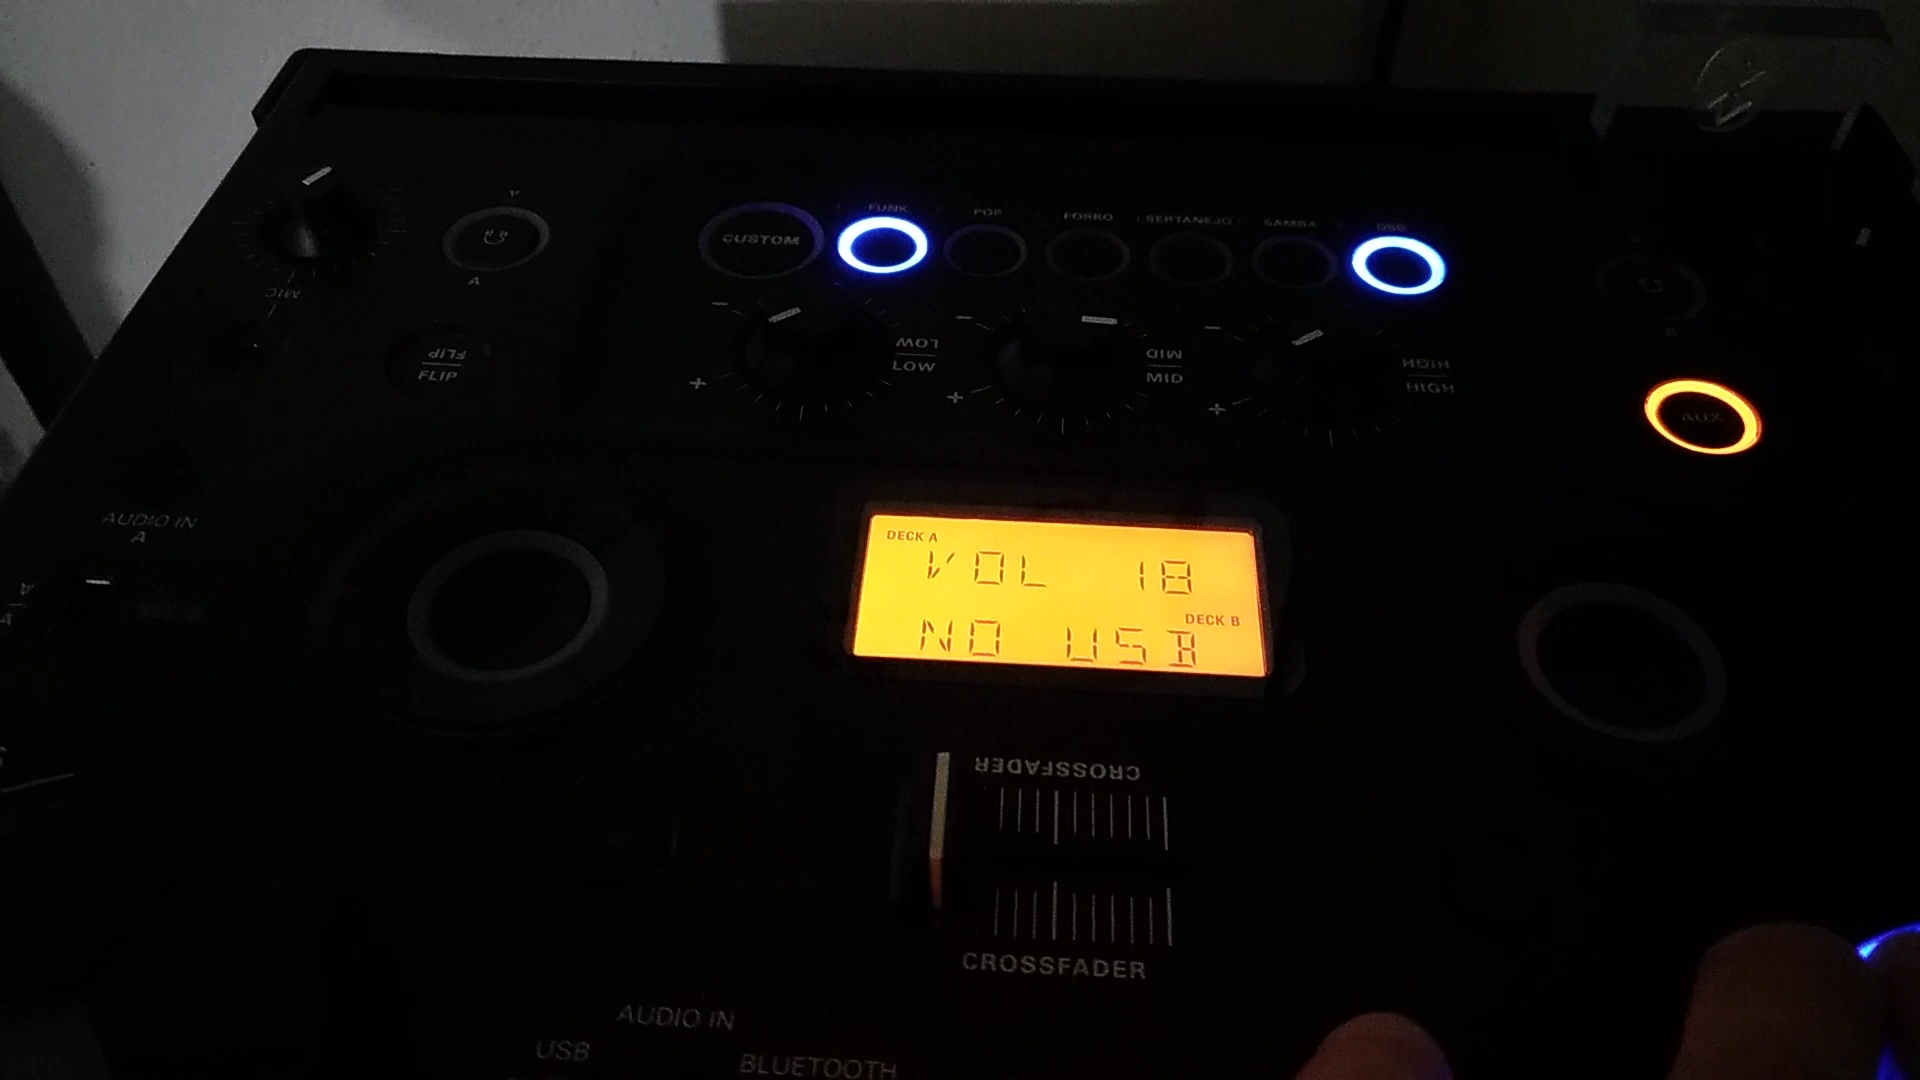 A
MIC
A
CUSTOM
FUNK
POP
FORRO
SERTANEJO
SAMBA
DSB
B
FLIP
FLIP
-
+
LOW
LOW
-
+
MID
MID
-
+
HIGH
HIGH
AUX
AUDIO IN
A
A
A
DECK A
VOL 18
DECK B
NO USB
CROSSFADER
CROSSFADER
AUDIO IN
USB
BLUETOOTH